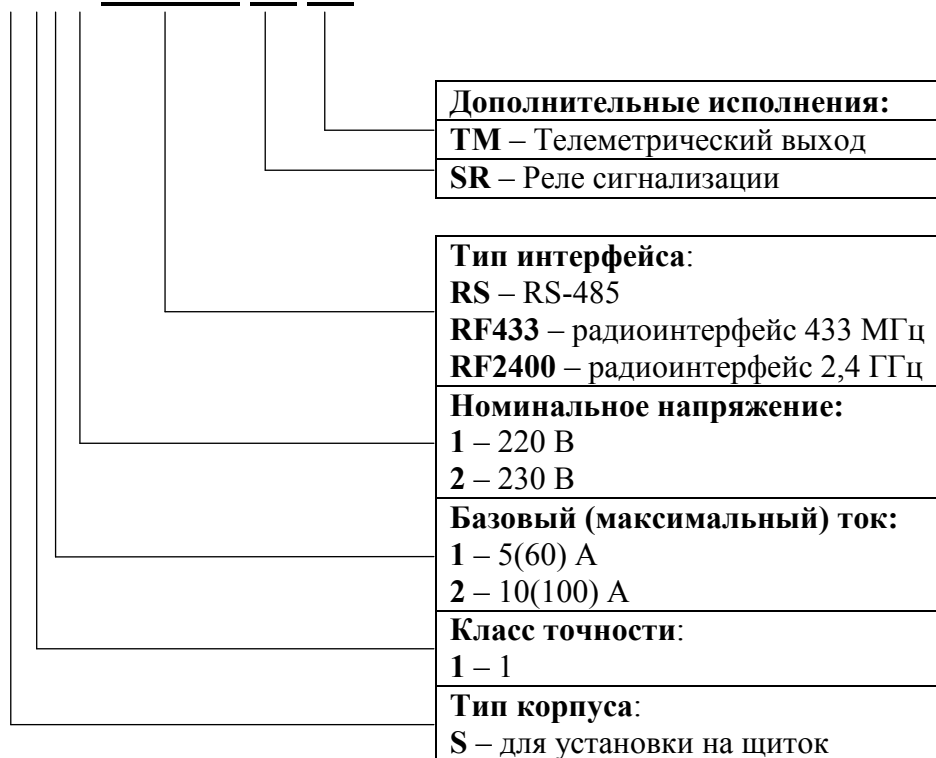 Дополнительные исполнения:
TM – Телеметрический выход
SR – Реле сигнализации
Тип интерфейса:
RS – RS-485
RF433 – радиоинтерфейс 433 МГц
RF2400 – радиоинтерфейс 2,4 ГГц
Номинальное напряжение:
1 – 220 В
2 – 230 В
Базовый (максимальный) ток:
1 – 5(60) А
2 – 10(100) А
Класс точности:
1 – 1
Тип корпуса:
S – для установки на щиток